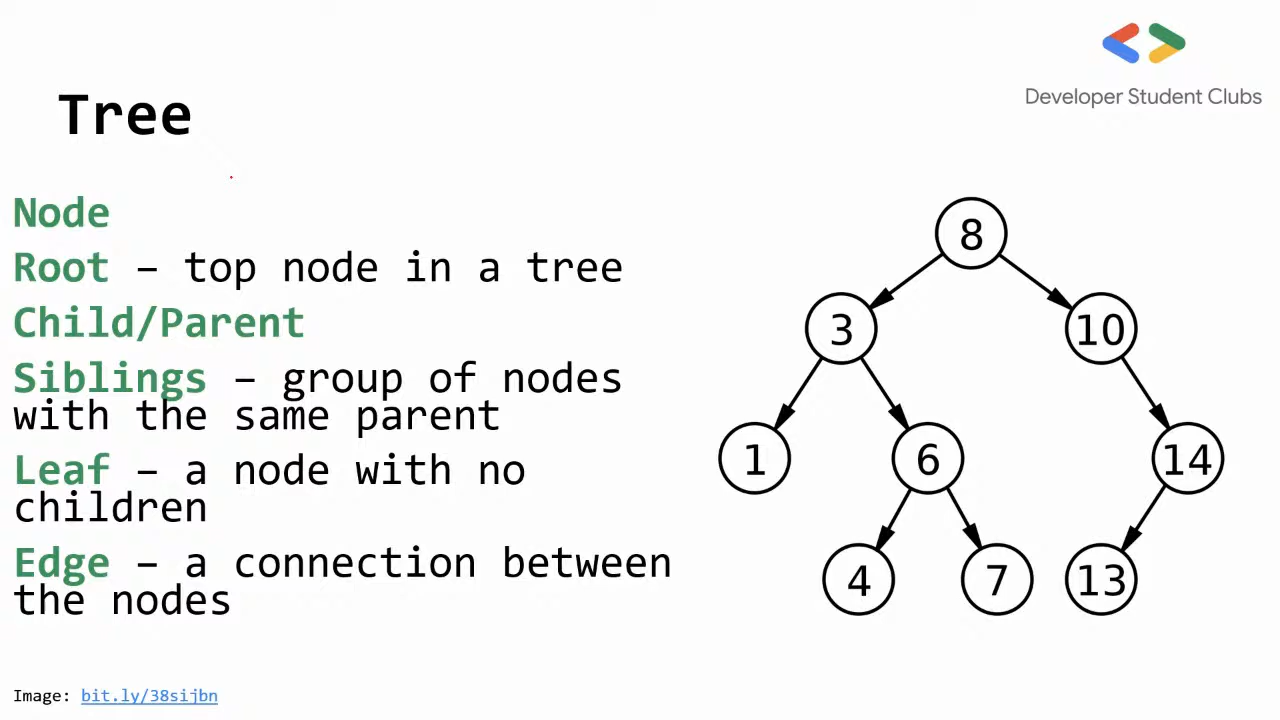 Developer Student Clubs
Tree
Node
Root – top node in a tree
Child/Parent
Siblings – group of nodes
with the same parent
Leaf – a node with no
children
Edge – a connection between
the nodes
8
3
10
1
6
14
4
7
13
Image: bit.ly/38sijbn